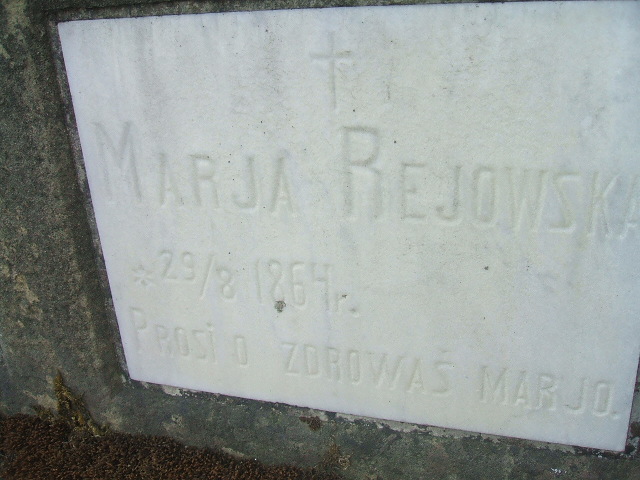 MARJA REJOWSKA
* 29/8 1864 r.
PROSI O ZDROWAŚ MARJO.